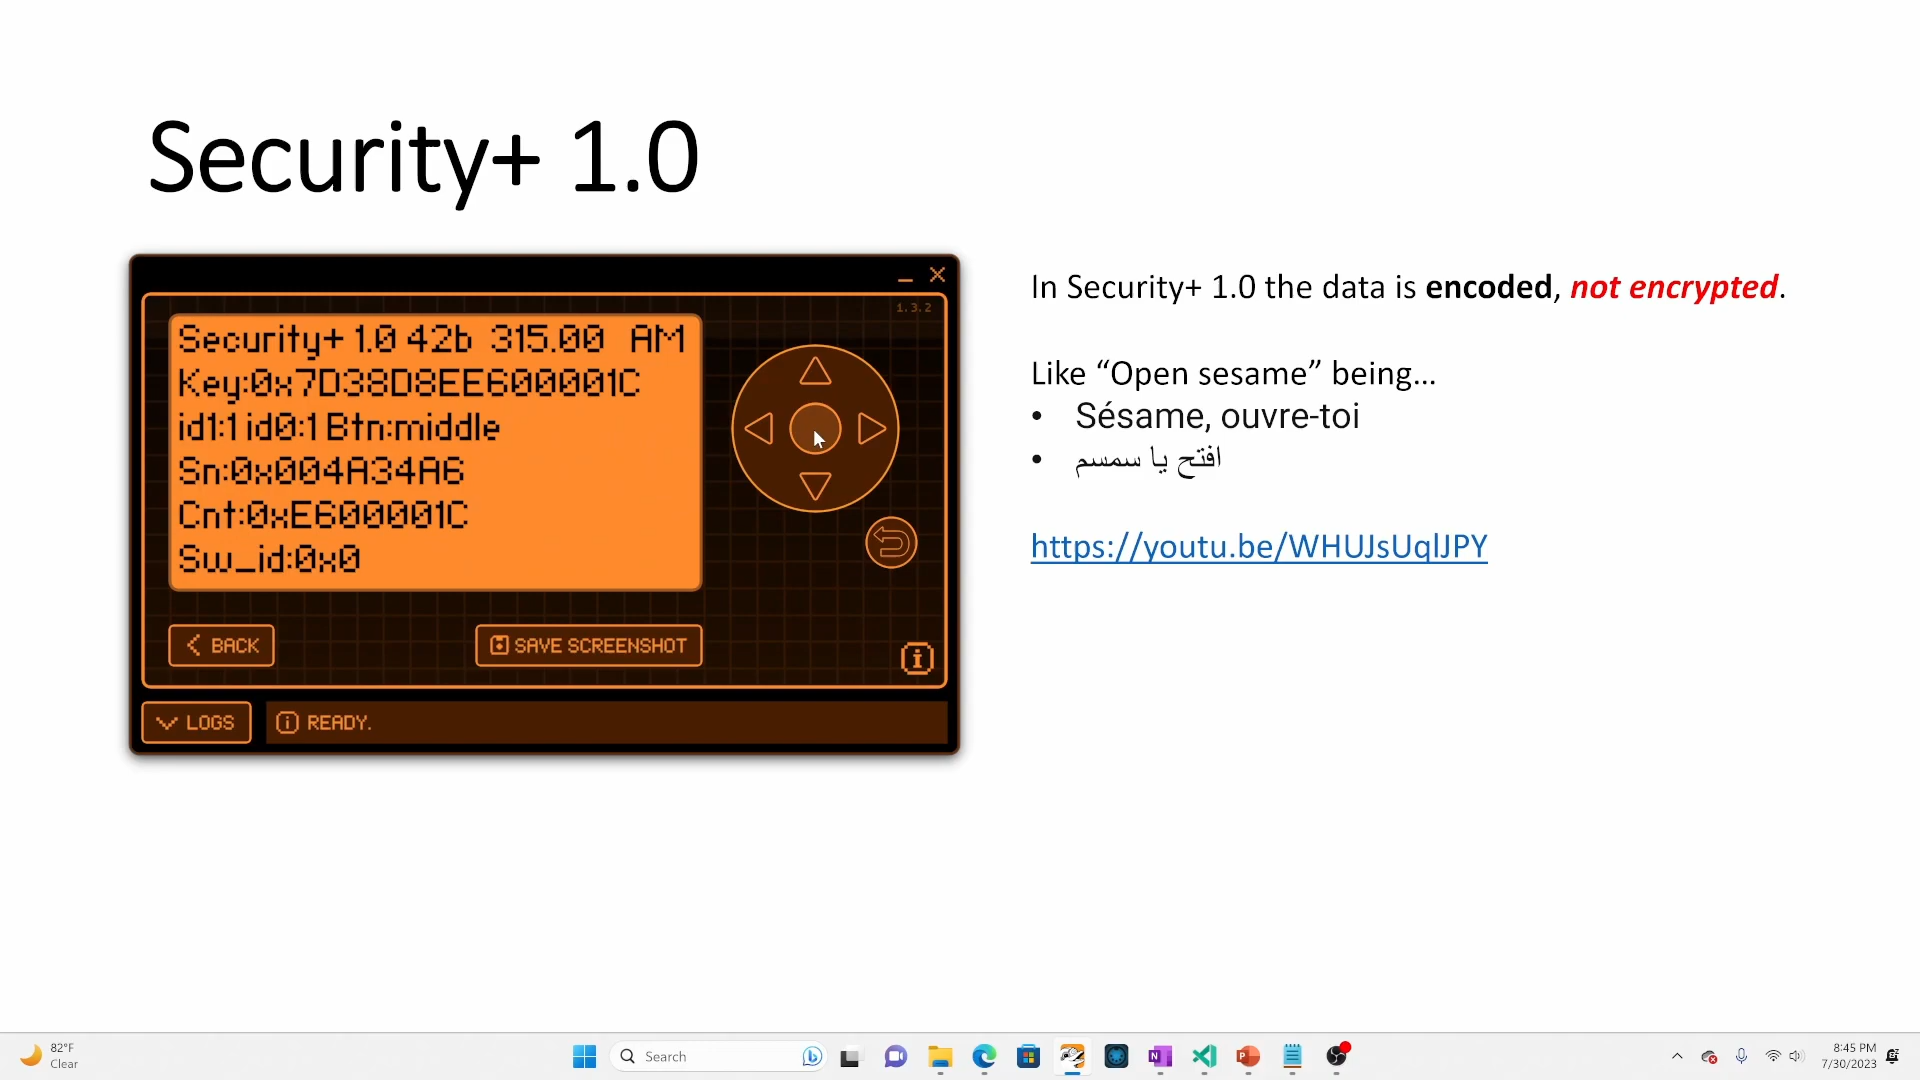 Security+ 1.0
1.3.2
Security+ 1.0 42b 315.00 AM
Key:0x7D38D8EE600001C
id1:1 id0:1 Btn:middle
Sn:0x004A34A6
Cnt:0xE600001C
Sw_id:0x0
BACK
SAVE SCREENSHOT
LOGS
READY.
In Security+ 1.0 the data is encoded, not encrypted.
Like “Open sesame” being...
• Sésame, ouvre-toi
• افتح يا سمسم
https://youtu.be/WHUJsUqlJPY
82°F
Clear
Search
8:45 PM
7/30/2023